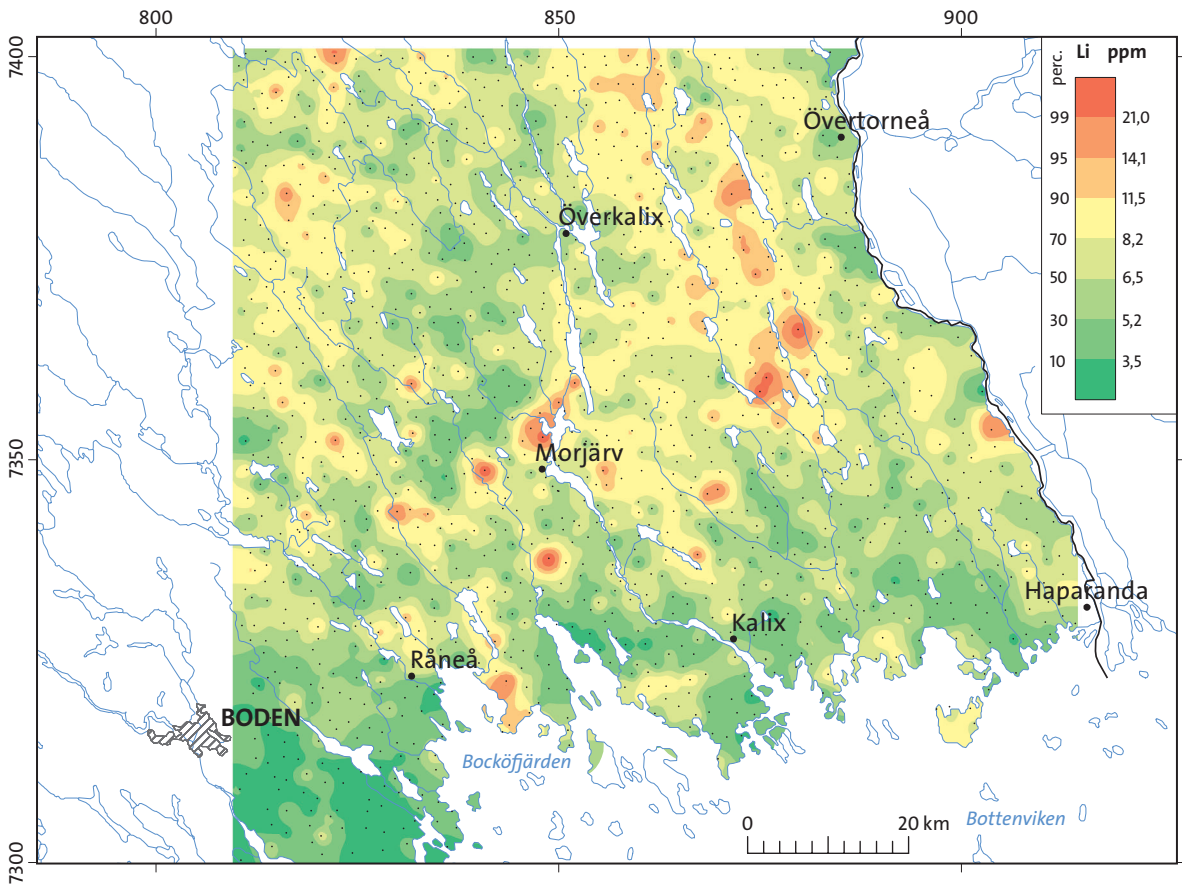 800
850
900
7400
7350
7300
perc.
Li ppm
99
21,0
95
14,1
90
11,5
70
8,2
50
6,5
30
5,2
10
3,5
Övertorneå
Överkalix
Morjärv
Haparanda
Kalix
Råneå
BODEN
Bocköfjärden
Bottenviken
0
20 km